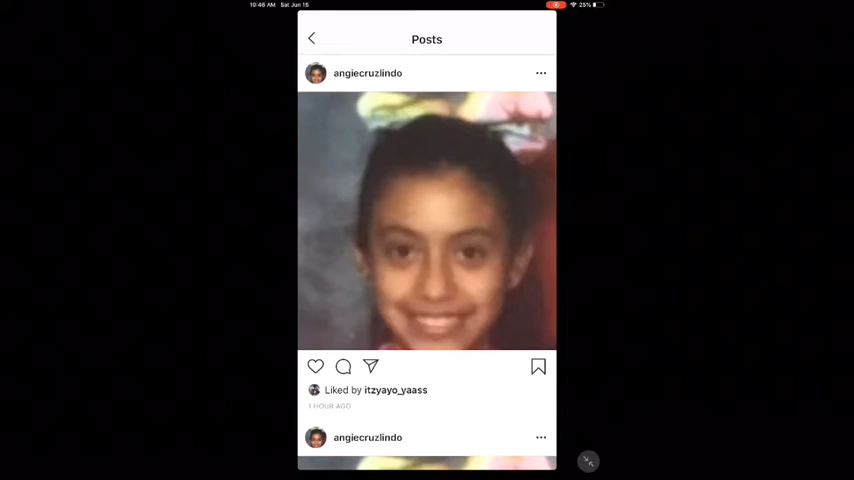 10:46 AM Sat Jun 15
25%
Posts
angiecruzlindo
Liked by itzyayo_yaass
1 HOUR AGO
angiecruzlindo